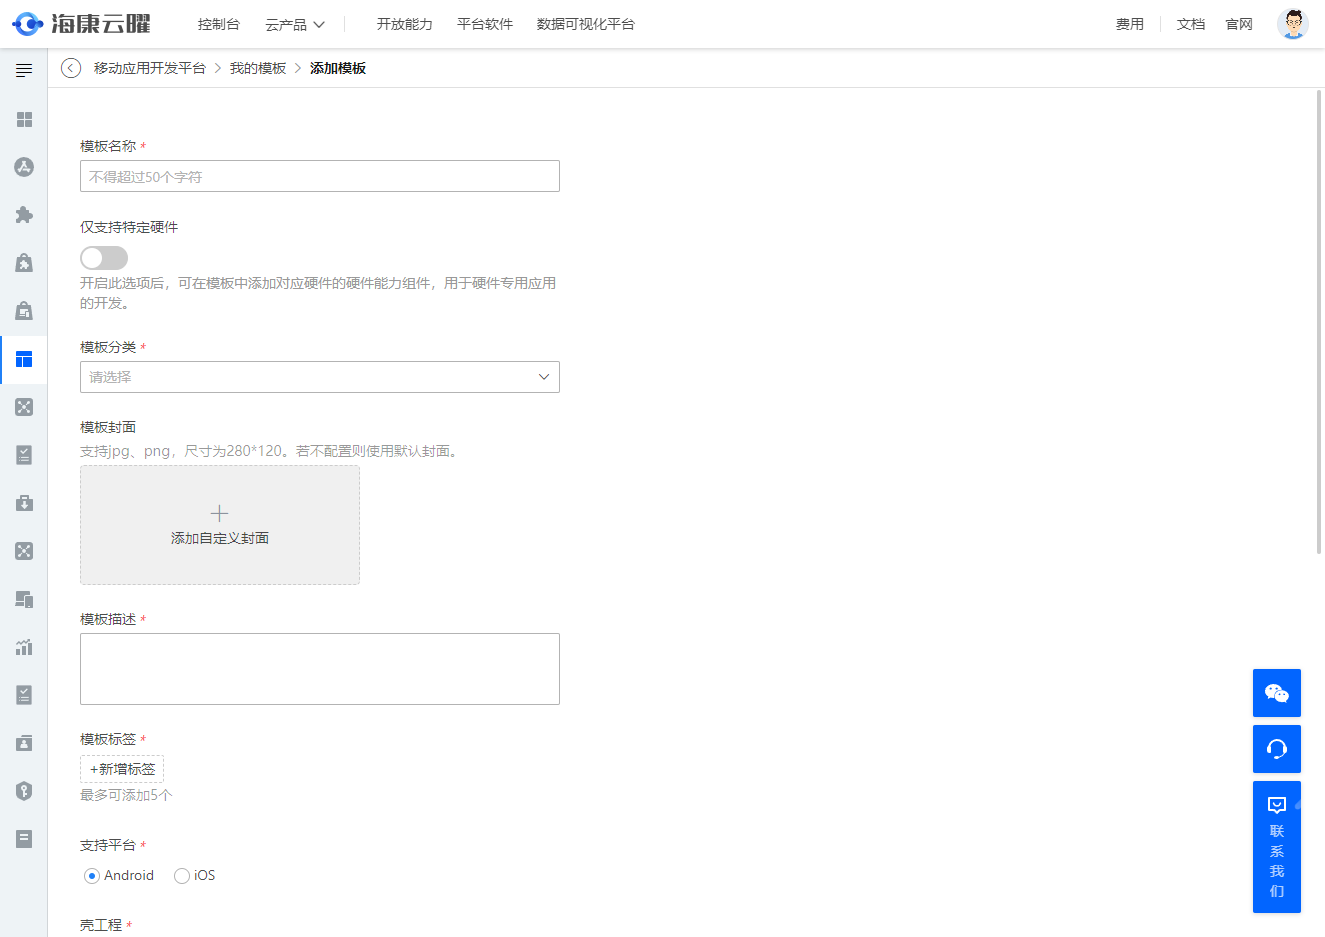 海康云曜
控制台 云产品 开放能力 平台软件 数据可视化平台 费用 文档 官网
移动应用开发平台 > 我的模板 > 添加模板
模板名称 *
不得超过50个字符
仅支持特定硬件
开启此选项后，可在模板中添加对应硬件的硬件能力组件，用于硬件专用应用
的开发。
模板分类 *
请选择
模板封面
支持jpg、png，尺寸为280*120。若不配置则使用默认封面。
添加自定义封面
模板描述 *
模板标签 *
+新增标签
最多可添加5个
支持平台 *
Android iOS
壳工程 *
联
系
我
们